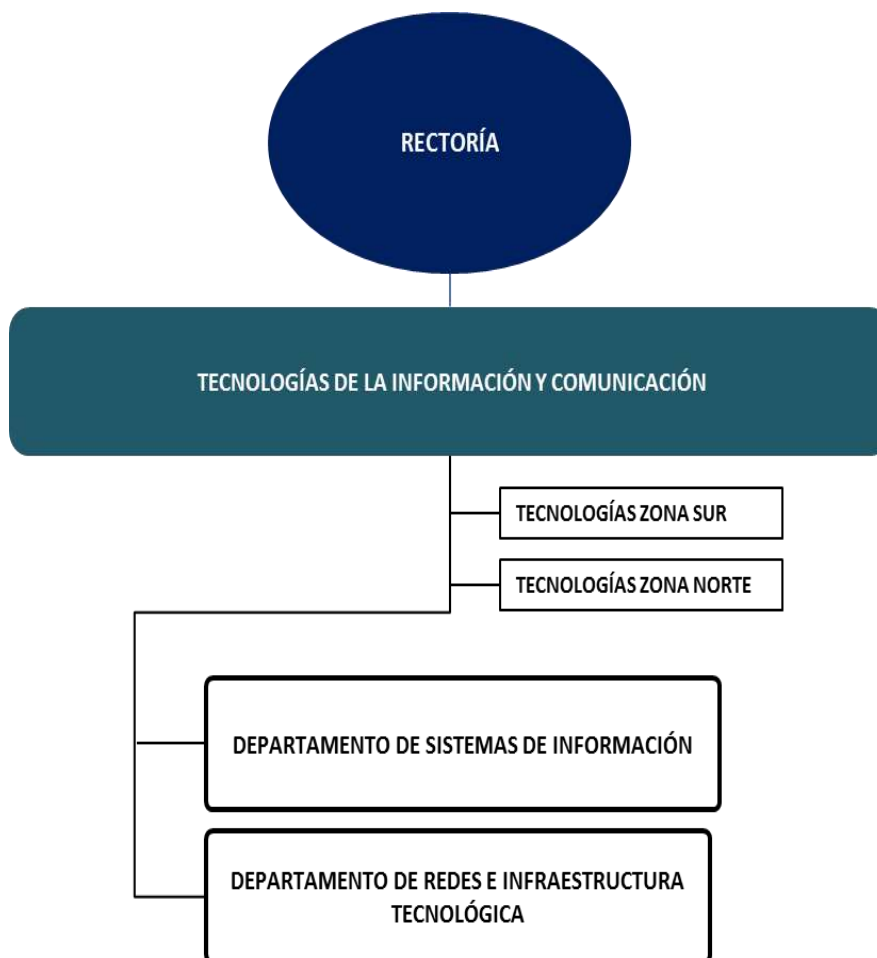 RECTORÍA
TECNOLOGÍAS DE LA INFORMACIÓN Y COMUNICACIÓN
TECNOLOGÍAS ZONA SUR
TECNOLOGÍAS ZONA NORTE
DEPARTAMENTO DE SISTEMAS DE INFORMACIÓN
DEPARTAMENTO DE REDES E INFRAESTRUCTURA
TECNOLÓGICA